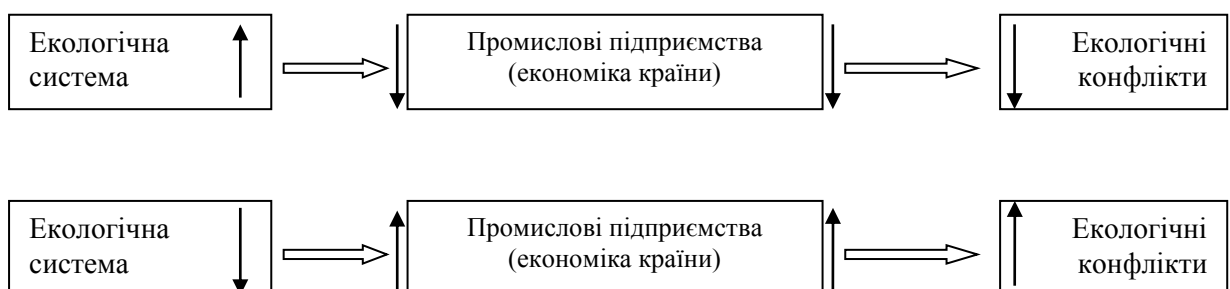 Екологічна
система
Промислові підприємства
(економіка країни)
Екологічні
конфлікти
Екологічна
система
Промислові підприємства
(економіка країни)
Екологічні
конфлікти